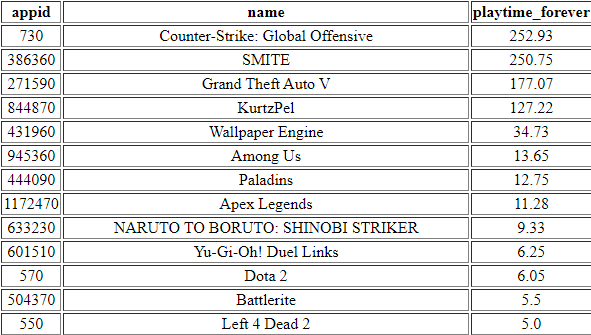 appid name playtime_forever
730 Counter-Strike: Global Offensive 252.93
386360 SMITE 250.75
271590 Grand Theft Auto V 177.07
844870 KurtzPel 127.22
431960 Wallpaper Engine 34.73
945360 Among Us 13.65
444090 Paladins 12.75
1172470 Apex Legends 11.28
633230 NARUTO TO BORUTO: SHINOBI STRIKER 9.33
601510 Yu-Gi-Oh! Duel Links 6.25
570 Dota 2 6.05
504370 Battlerite 5.5
550 Left 4 Dead 2 5.0